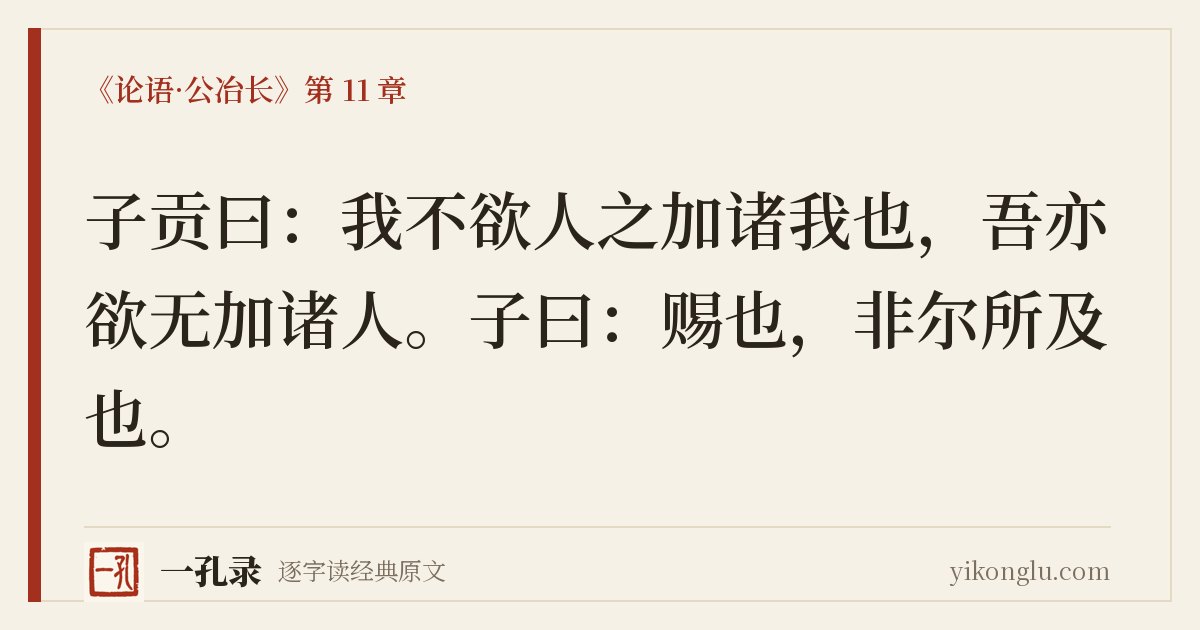 《论语·公冶长》第 11 章
子贡曰：我不欲人之加诸我也，吾亦
欲无加诸人。子曰：赐也，非尔所及
也。
一孔
一孔录 逐字读经典原文 yikonglu.com